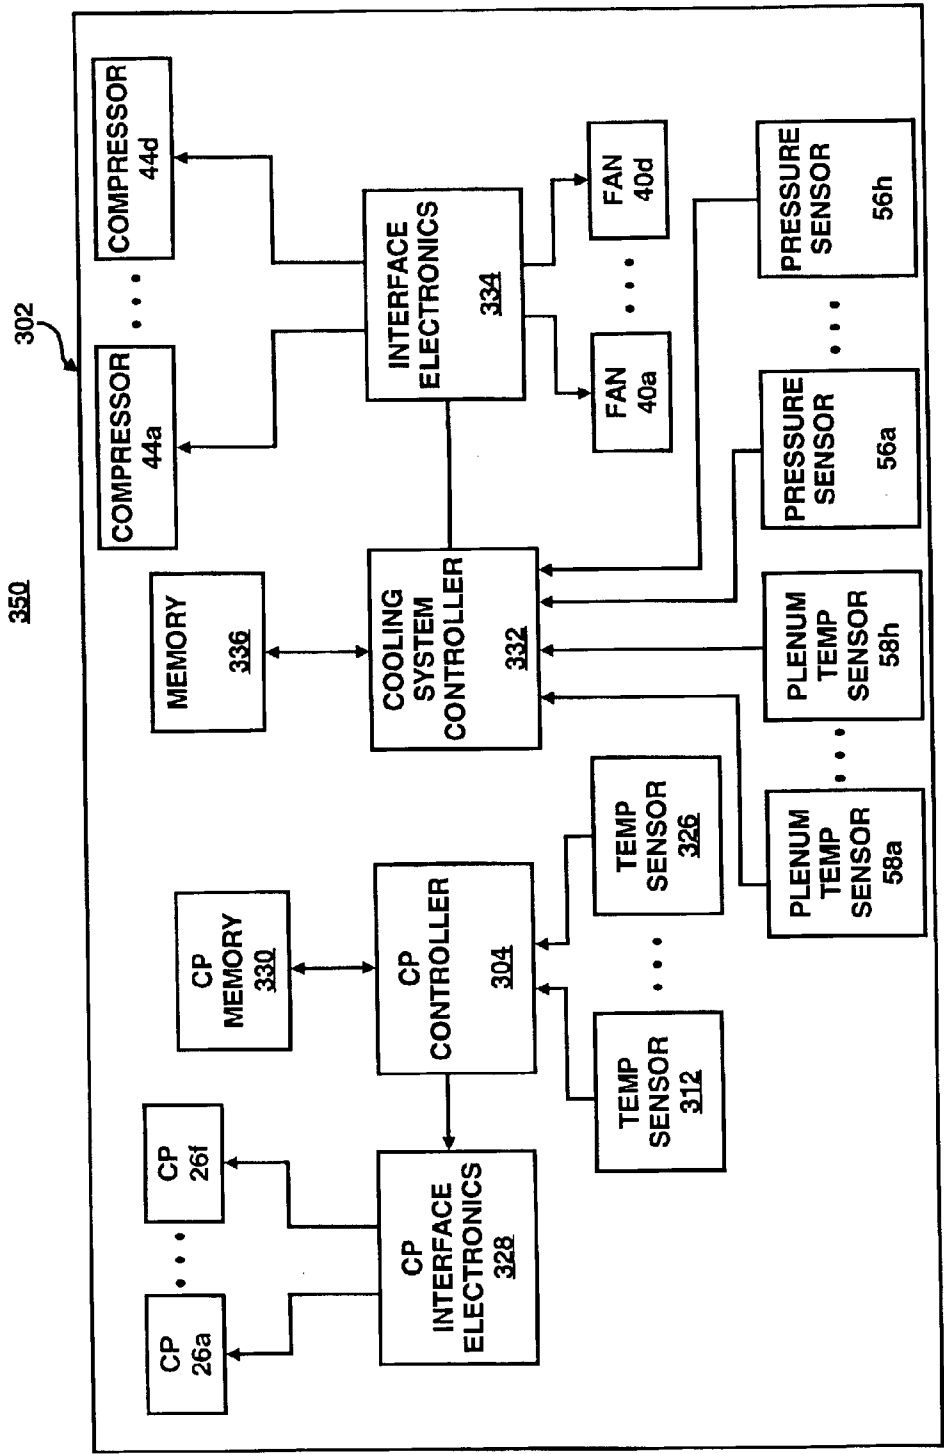 350
302
CP
26a
CP
26f
CP
MEMORY
330
MEMORY
336
COMPRESSOR
44a
COMPRESSOR
44d
CP
INTERFACE
ELECTRONICS
328
CP
CONTROLLER
304
COOLING
SYSTEM
CONTROLLER
332
INTERFACE
ELECTRONICS
334
TEMP
SENSOR
312
TEMP
SENSOR
326
FAN
40a
FAN
40d
PLENUM
TEMP
SENSOR
58a
PLENUM
TEMP
SENSOR
58h
PRESSURE
SENSOR
56a
PRESSURE
SENSOR
56h